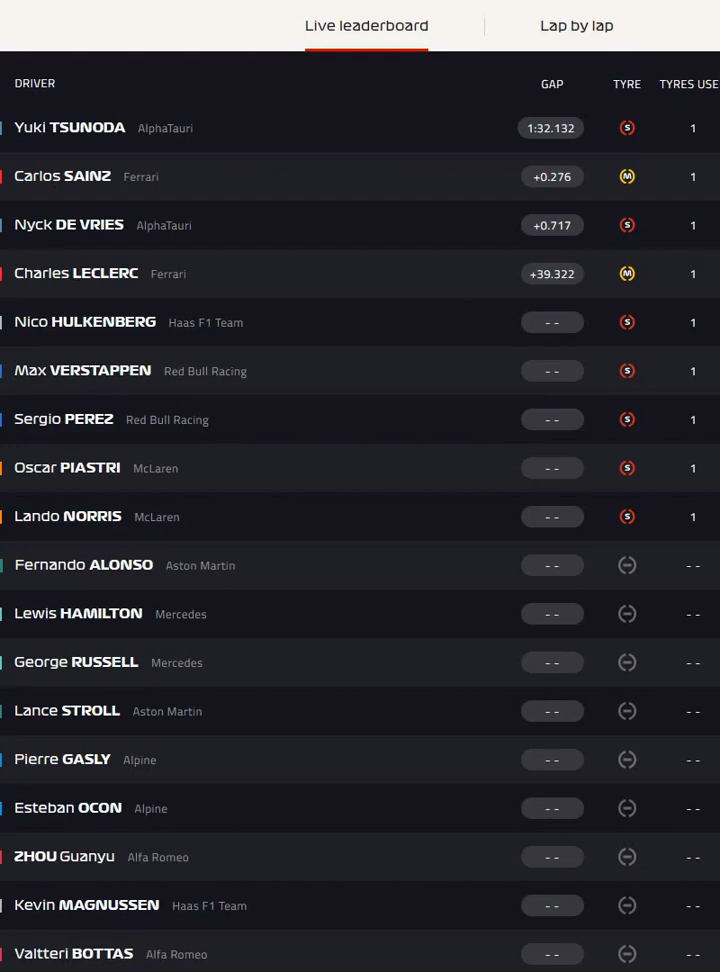 Live leaderboard Lap by lap
DRIVER GAP TYRE TYRES USE
Yuki TSUNODA AlphaTauri 1:32.132 S 1
Carlos SAINZ Ferrari +0.276 M 1
Nyck DE VRIES AlphaTauri +0.717 S 1
Charles LECLERC Ferrari +39.322 M 1
Nico HULKENBERG Haas F1 Team - - S 1
Max VERSTAPPEN Red Bull Racing - - S 1
Sergio PEREZ Red Bull Racing - - S 1
Oscar PIASTRI McLaren - - S 1
Lando NORRIS McLaren - - S 1
Fernando ALONSO Aston Martin - - - - -
Lewis HAMILTON Mercedes - - - - -
George RUSSELL Mercedes - - - - -
Lance STROLL Aston Martin - - - - -
Pierre GASLY Alpine - - - - -
Esteban OCON Alpine - - - - -
ZHOU Guanyu Alfa Romeo - - - - -
Kevin MAGNUSSEN Haas F1 Team - - - - -
Valtteri BOTTAS Alfa Romeo - - - - -